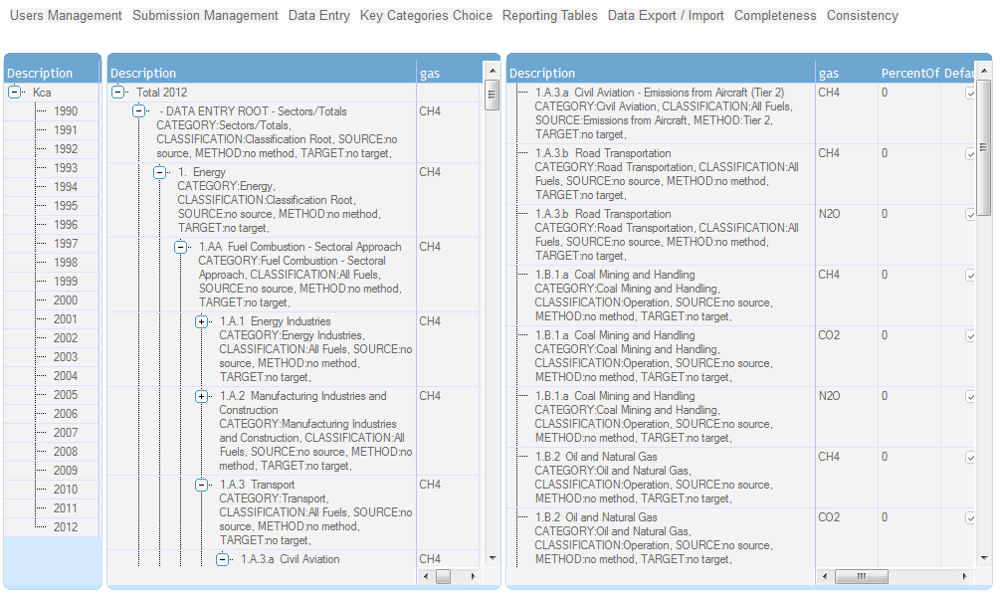 Users Management Submission Management Data Entry Key Categories Choice Reporting Tables Data Export / Import Completeness Consistency
Description
Kca
1990
1991
1992
1993
1994
1995
1996
1997
1998
1999
2000
2001
2002
2003
2004
2005
2006
2007
2008
2009
2010
2011
2012
Description gas
Total 2012
- DATA ENTRY ROOT - Sectors/Totals CH4
CATEGORY:Sectors/Totals,
CLASSIFICATION:Classification Root, SOURCE:no
source, METHOD:no method, TARGET:no target,
1. Energy CH4
CATEGORY:Energy,
CLASSIFICATION:Classification Root,
SOURCE:no source, METHOD:no method,
TARGET:no target,
1.AA Fuel Combustion - Sectoral Approach CH4
CATEGORY:Fuel Combustion - Sectoral
Approach, CLASSIFICATION:All Fuels,
SOURCE:no source, METHOD:no method,
TARGET:no target,
1.A.1 Energy Industries CH4
CATEGORY:Energy Industries,
CLASSIFICATION:All Fuels, SOURCE:no
source, METHOD:no method,
TARGET:no target,
1.A.2 Manufacturing Industries and CH4
Construction
CATEGORY:Manufacturing Industries
and Construction, CLASSIFICATION:All
Fuels, SOURCE:no source, METHOD:no
method, TARGET:no target,
1.A.3 Transport CH4
CATEGORY:Transport,
CLASSIFICATION:All Fuels, SOURCE:no
source, METHOD:no method,
TARGET:no target,
1.A.3.a Civil Aviation CH4
Description gas PercentOf Defau
1.A.3.a Civil Aviation - Emissions from Aircraft (Tier 2) CH4 0
CATEGORY:Civil Aviation, CLASSIFICATION:All Fuels,
SOURCE:Emissions from Aircraft, METHOD:Tier 2,
TARGET:no target,
1.A.3.b Road Transportation CH4 0
CATEGORY:Road Transportation, CLASSIFICATION:All
Fuels, SOURCE:no source, METHOD:no method,
TARGET:no target,
1.A.3.b Road Transportation N2O 0
CATEGORY:Road Transportation, CLASSIFICATION:All
Fuels, SOURCE:no source, METHOD:no method,
TARGET:no target,
1.B.1.a Coal Mining and Handling CH4 0
CATEGORY:Coal Mining and Handling,
CLASSIFICATION:Operation, SOURCE:no source,
METHOD:no method, TARGET:no target,
1.B.1.a Coal Mining and Handling CO2 0
CATEGORY:Coal Mining and Handling,
CLASSIFICATION:Operation, SOURCE:no source,
METHOD:no method, TARGET:no target,
1.B.1.a Coal Mining and Handling N2O 0
CATEGORY:Coal Mining and Handling,
CLASSIFICATION:Operation, SOURCE:no source,
METHOD:no method, TARGET:no target,
1.B.2 Oil and Natural Gas CH4 0
CATEGORY:Oil and Natural Gas,
CLASSIFICATION:Operation, SOURCE:no source,
METHOD:no method, TARGET:no target,
1.B.2 Oil and Natural Gas CO2 0
CATEGORY:Oil and Natural Gas,
CLASSIFICATION:Operation, SOURCE:no source,
METHOD:no method, TARGET:no target,